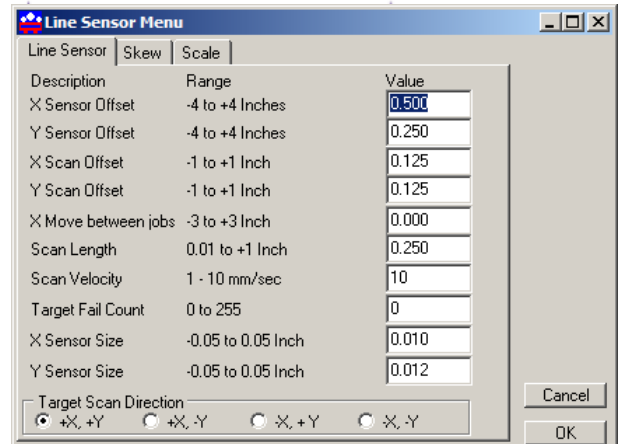 Line Sensor Menu
Line Sensor Skew Scale
Description Range Value
X Sensor Offset -4 to +4 Inches 0.500
Y Sensor Offset -4 to +4 Inches 0.250
X Scan Offset -1 to +1 Inch 0.125
Y Scan Offset -1 to +1 Inch 0.125
X Move between jobs -3 to +3 Inch 0.000
Scan Length 0.01 to +1 Inch 0.250
Scan Velocity 1 - 10 mm/sec 10
Target Fail Count 0 to 255 0
X Sensor Size -0.05 to 0.05 Inch 0.010
Y Sensor Size -0.05 to 0.05 Inch 0.012
Cancel
Target Scan Direction
+X, +Y +X, -Y -X, +Y -X, -Y
OK